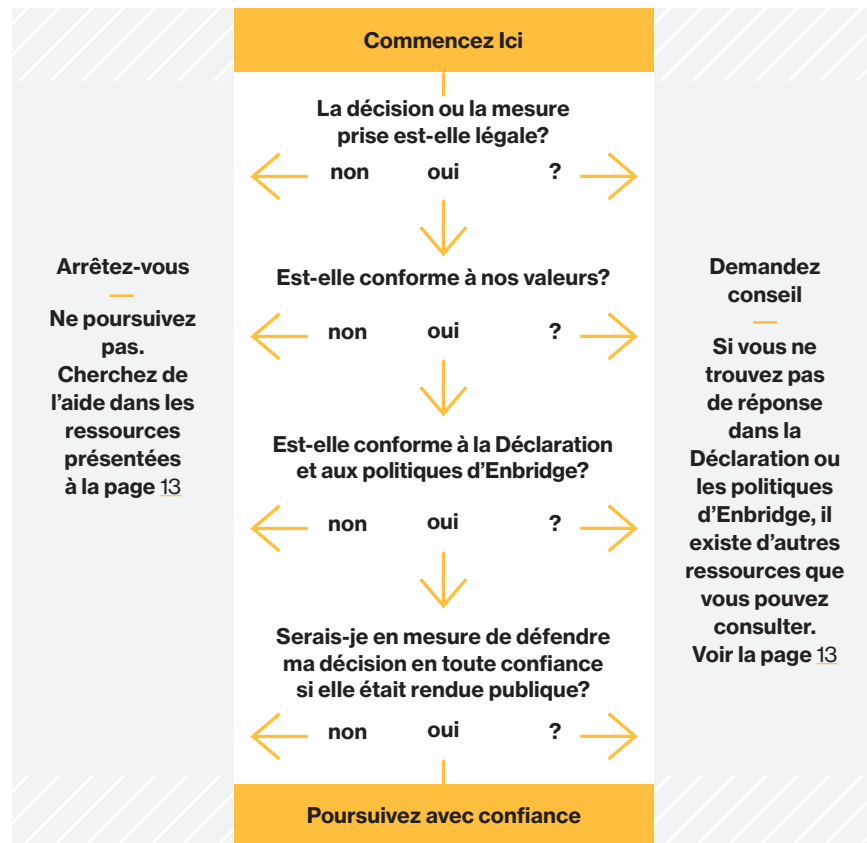 Commencez Ici
La décision ou la mesure
prise est-elle légale?
non oui ?
Est-elle conforme à nos valeurs?
non oui ?
Est-elle conforme à la Déclaration
et aux politiques d'Enbridge?
non oui ?
Serais-je en mesure de défendre
ma décision en toute confiance
si elle était rendue publique?
non oui ?
Poursuivez avec confiance
Arrêtez-vous
Ne poursuivez
pas.
Cherchez de
l'aide dans les
ressources
présentées
à la page 13
Demandez
conseil
Si vous ne
trouvez pas
de réponse
dans la
Déclaration ou
les politiques
d'Enbridge, il
existe d'autres
ressources que
vous pouvez
consulter.
Voir la page 13